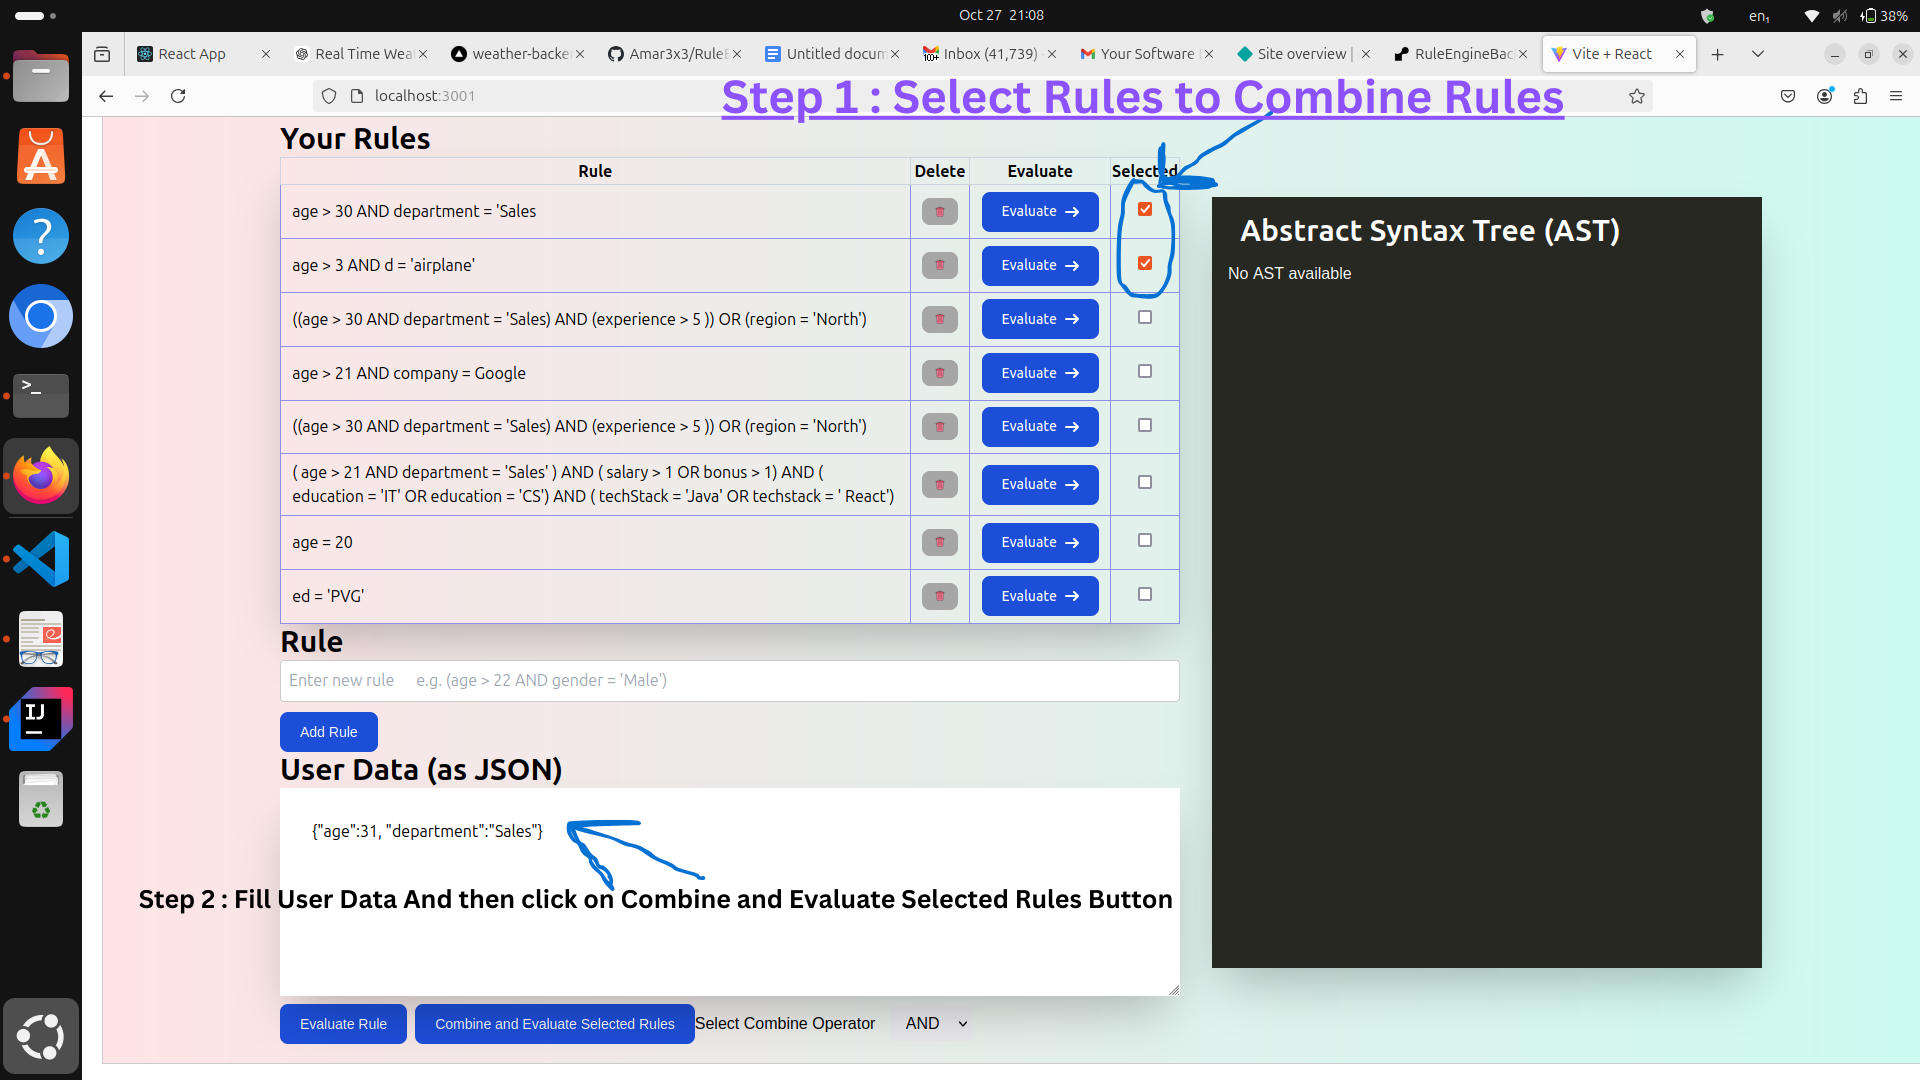 Oct 27 21:08
en₁
38%
React App
Real Time Wea
weather-backe
Amar3x3/RuleE
Untitled docum
Inbox (41,739)
Your Software
Site overview |
RuleEngineBac
Vite + React
localhost:3001
Step 1 : Select Rules to Combine Rules
Your Rules
Rule Delete Evaluate Selected
age > 30 AND department = 'Sales Evaluate
age > 3 AND d = 'airplane' Evaluate
((age > 30 AND department = 'Sales) AND (experience > 5 )) OR (region = 'North') Evaluate
age > 21 AND company = Google Evaluate
((age > 30 AND department = 'Sales) AND (experience > 5 )) OR (region = 'North') Evaluate
( age > 21 AND department = 'Sales' ) AND ( salary > 1 OR bonus > 1) AND (
education = 'IT' OR education = 'CS') AND ( techStack = 'Java' OR techstack = ' React') Evaluate
age = 20 Evaluate
ed = 'PVG' Evaluate
Abstract Syntax Tree (AST)
No AST available
Rule
Enter new rule e.g. (age > 22 AND gender = 'Male')
Add Rule
User Data (as JSON)
{"age":31, "department":"Sales"}
Step 2 : Fill User Data And then click on Combine and Evaluate Selected Rules Button
Evaluate Rule Combine and Evaluate Selected Rules Select Combine Operator AND